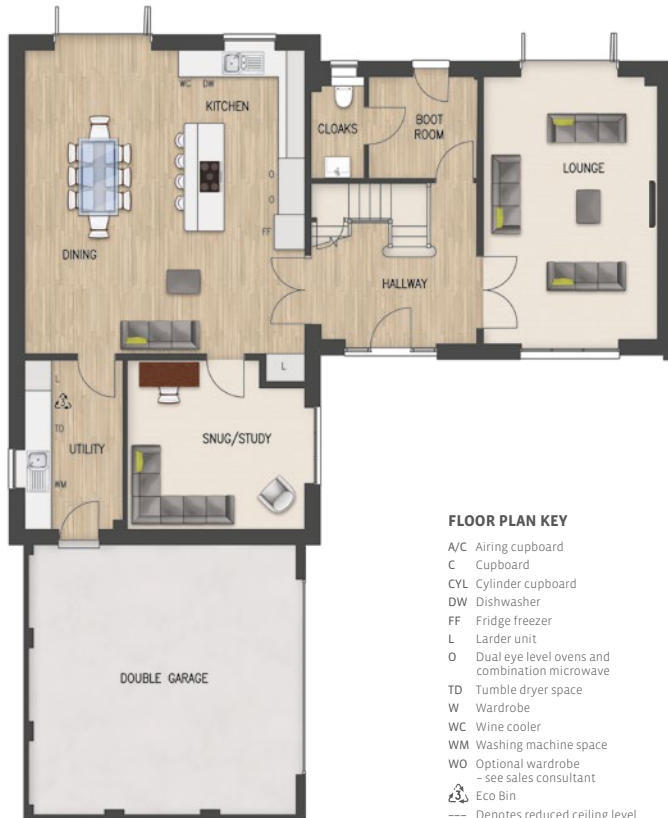 WC DW
KITCHEN
CLOAKS
BOOT
ROOM
LOUNGE
O
O
FF
DINING
HALLWAY
L
L
3
TD
UTILITY
WM
SNUG/STUDY
DOUBLE GARAGE
FLOOR PLAN KEY
A/C Airing cupboard
C Cupboard
CYL Cylinder cupboard
DW Dishwasher
FF Fridge freezer
L Larder unit
O Dual eye level ovens and
combination microwave
TD Tumble dryer space
W Wardrobe
WC Wine cooler
WM Washing machine space
WO Optional wardrobe
– see sales consultant
3 Eco Bin
--- Denotes reduced ceiling level